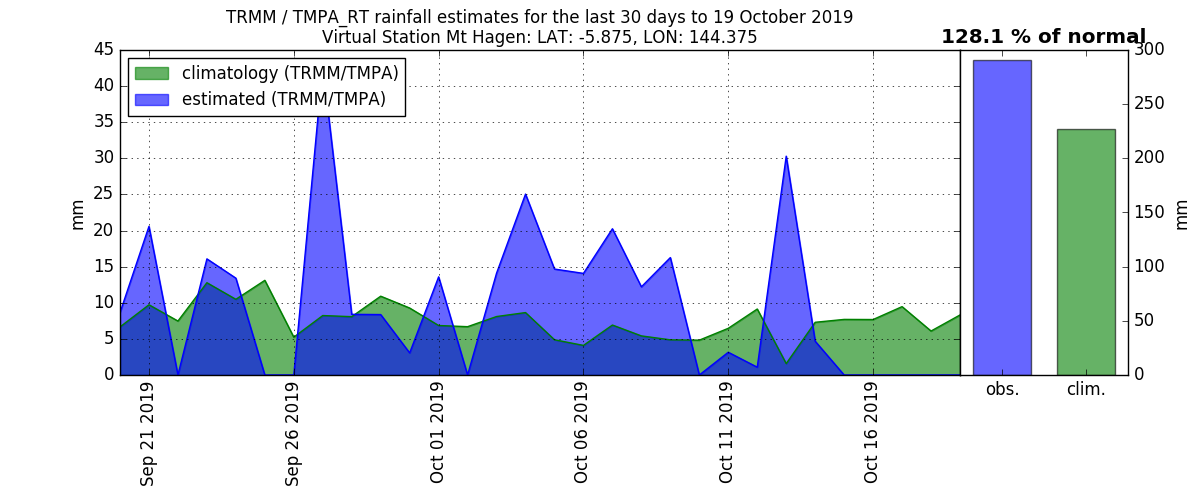 TRMM / TMPA_RT rainfall estimates for the last 30 days to 19 October 2019
Virtual Station Mt Hagen: LAT: -5.875, LON: 144.375
128.1 % of normal
climatology (TRMM/TMPA)
estimated (TRMM/TMPA)
45
40
35
30
25
20
15
10
5
0
mm
Sep 21 2019
Sep 26 2019
Oct 01 2019
Oct 06 2019
Oct 11 2019
Oct 16 2019
300
250
200
150
100
50
0
mm
obs.
clim.